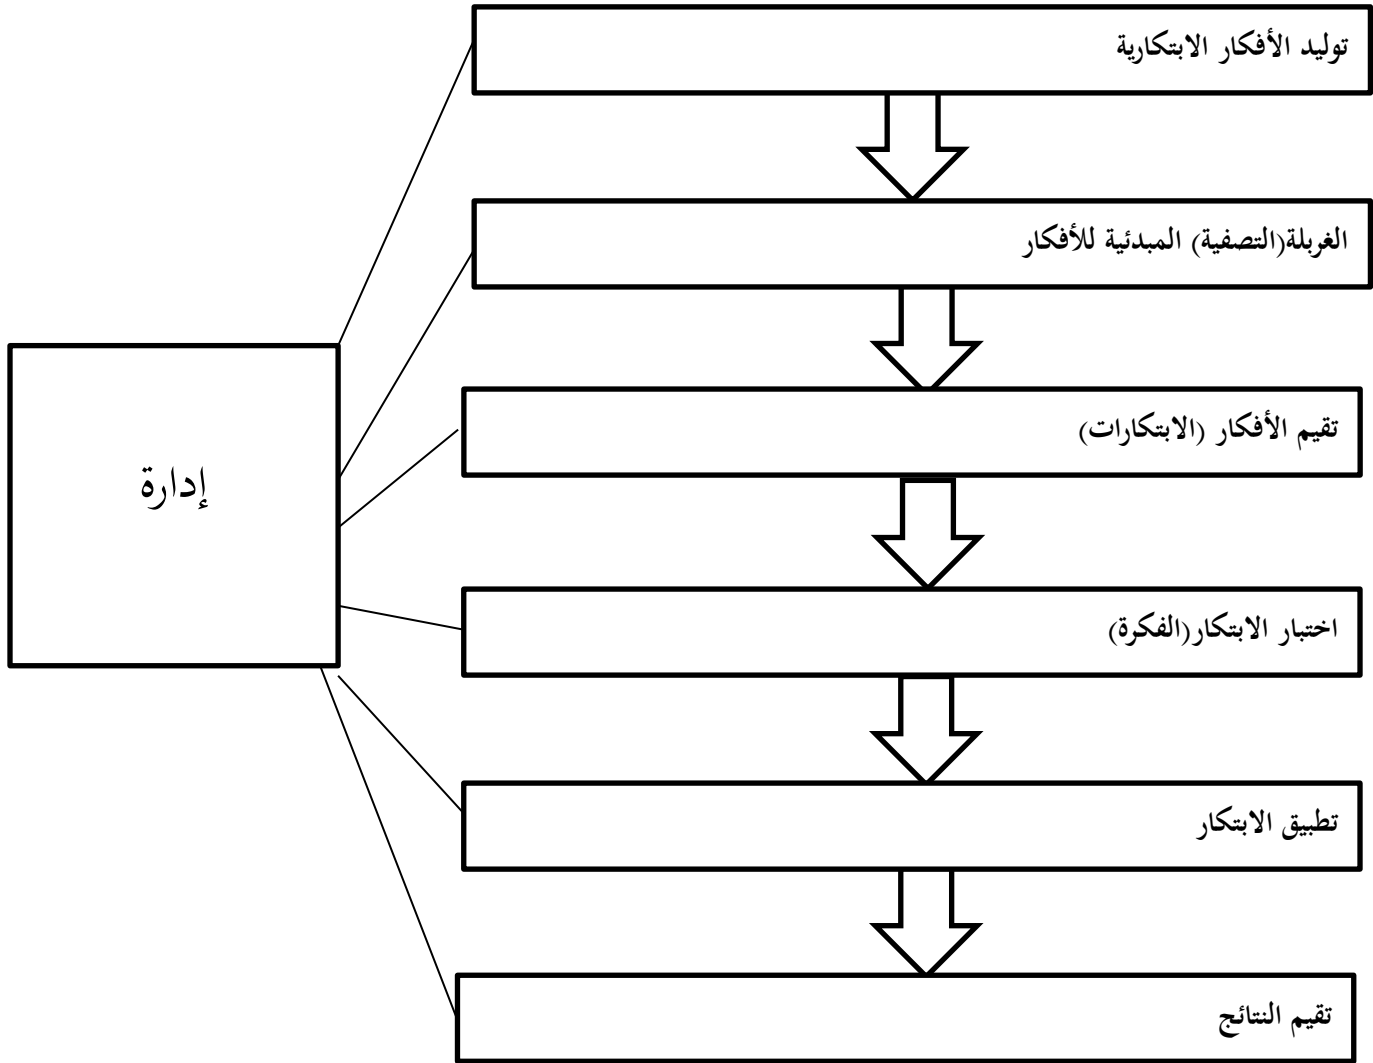 توليد الأفكار الابتكارية
الغربلة(التصفية) المبدئية للأفكار
تقيم الأفكار (الابتكارات)
إدارة
اختبار الابتكار(الفكرة)
تطبيق الابتكار
تقيم النتائج